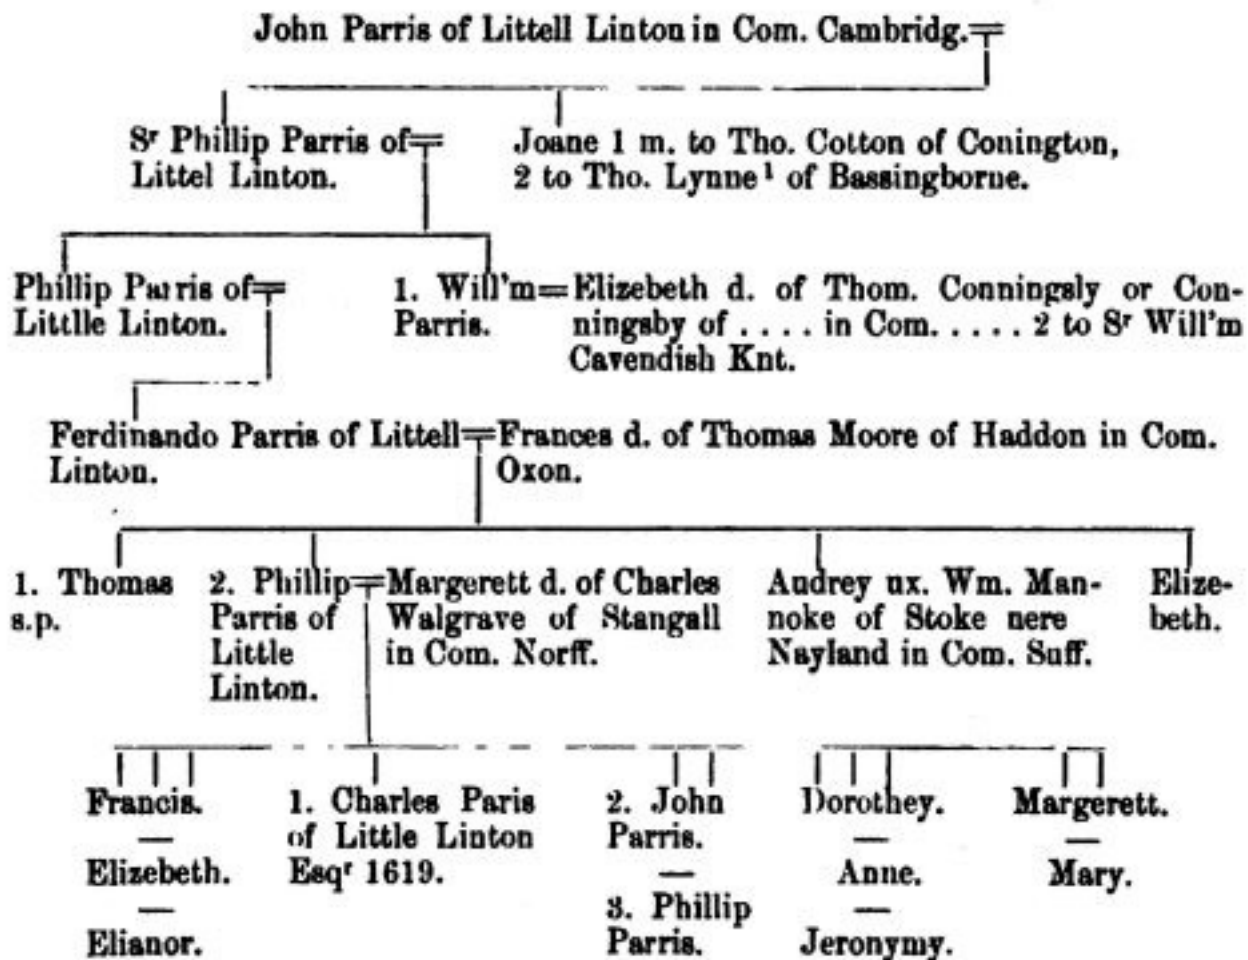 John Parris of Littell Linton in Com. Cambridg.
Sʳ Phillip Parris of
Littel Linton.
Joane 1 m. to Tho. Cotton of Conington,
2 to Tho. Lynne¹ of Bassingborne.
Phillip Parris of
Littlle Linton.
1. Will'm
Parris.
=
Elizebeth d. of Thom. Conningsly or Con-
ningsby of . . . . in Com. . . . . . 2 to Sʳ Will'm
Cavendish Knt.
Ferdinando Parris of Littell
Linton.
Frances d. of Thomas Moore of Haddon in Com.
Oxon.
1. Thomas
s.p.
2. Phillip
Parris of
Little
Linton.
Margerett d. of Charles
Walgrave of Stangall
in Com. Norff.
Audrey ux. Wm. Man-
noke of Stoke nere
Nayland in Com. Suff.
Elize-
beth.
Francis.
—
Elizebeth.
—
Elianor.
1. Charles Paris
of Little Linton
Esqʳ 1619.
2. John
Parris.
—
3. Phillip
Parris.
Dorothey.
—
Anne.
—
Jeronymy.
Margerett.
—
Mary.